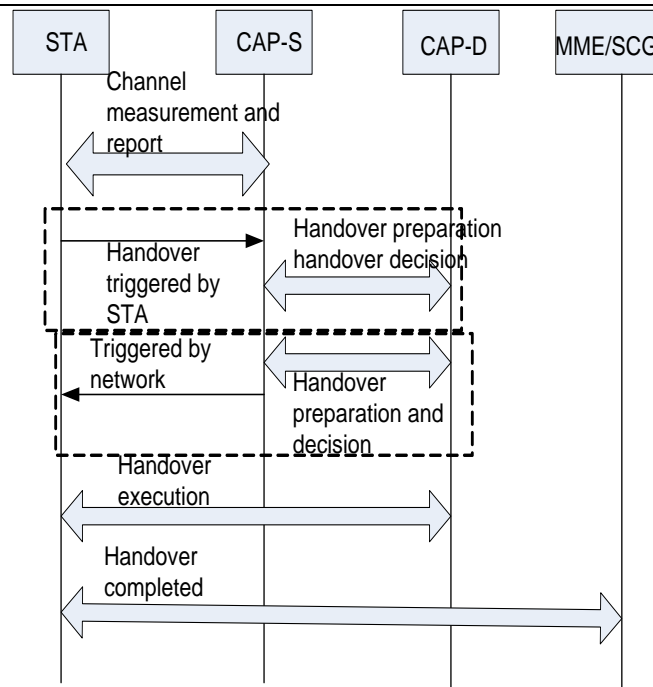 STA
CAP-S
CAP-D
MME/SCG
Channel
measurement and
report
Handover preparation
handover decision
Handover
triggered by
STA
Triggered by
network
Handover
preparation and
decision
Handover
execution
Handover
completed